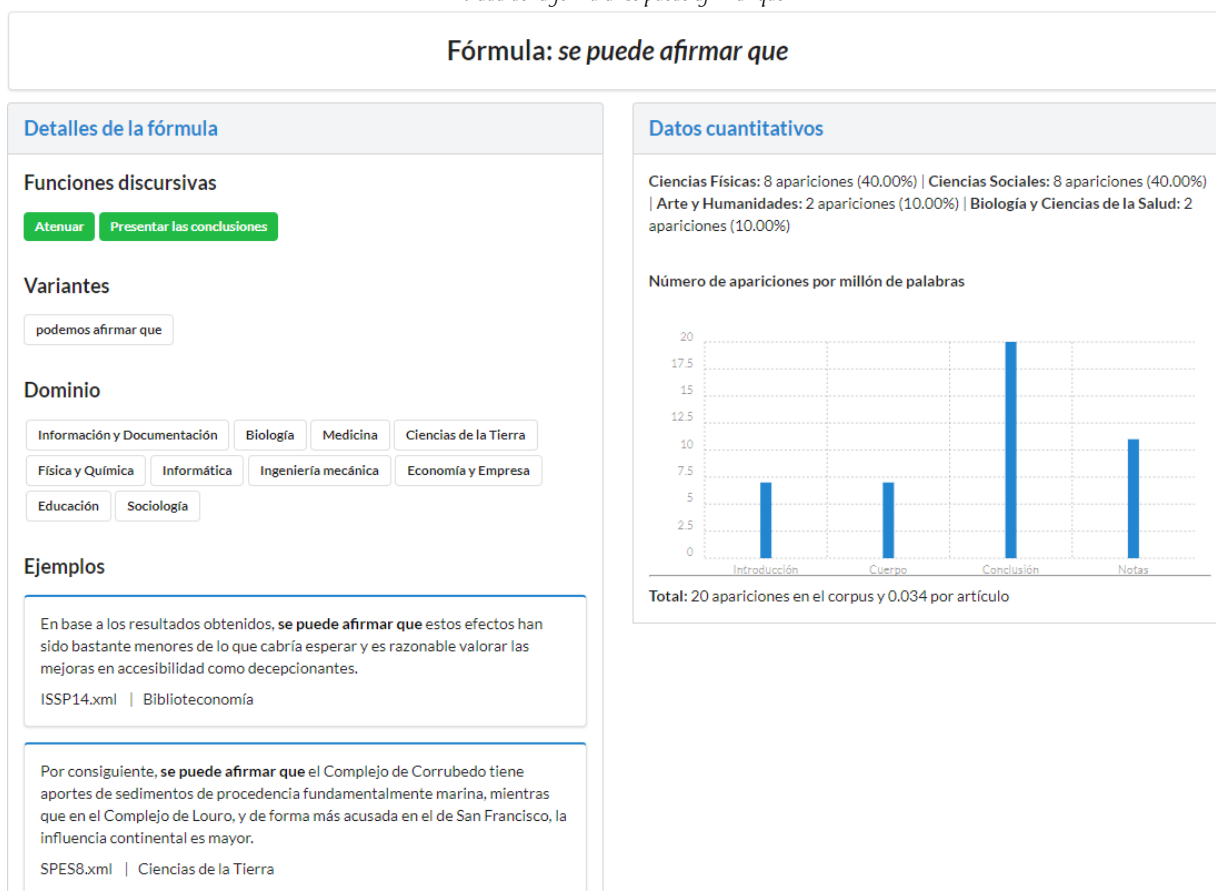 Fórmula: se puede afirmar que
Detalles de la fórmula
Funciones discursivas
Atenuar
Presentar las conclusiones
Variantes
podemos afirmar que
Dominio
Información y Documentación
Biología
Medicina
Ciencias de la Tierra
Física y Química
Informática
Ingeniería mecánica
Economía y Empresa
Educación
Sociología
Ejemplos
En base a los resultados obtenidos, se puede afirmar que estos efectos han
sido bastante menores de lo que cabría esperar y es razonable valorar las
mejoras en accesibilidad como decepcionantes.
ISSP14.xml | Biblioteconomía
Por consiguiente, se puede afirmar que el Complejo de Corrubedo tiene
aportes de sedimentos de procedencia fundamentalmente marina, mientras
que en el Complejo de Louro, y de forma más acusada en el de San Francisco, la
influencia continental es mayor.
SPES8.xml | Ciencias de la Tierra
Datos cuantitativos
Ciencias Físicas: 8 apariciones (40.00%) | Ciencias Sociales: 8 apariciones (40.00%)
| Arte y Humanidades: 2 apariciones (10.00%) | Biología y Ciencias de la Salud: 2
apariciones (10.00%)
Número de apariciones por millón de palabras
20
17.5
15
12.5
10
7.5
5
2.5
0
Introducción
Cuerpo
Conclusión
Notas
Total: 20 apariciones en el corpus y 0.034 por artículo